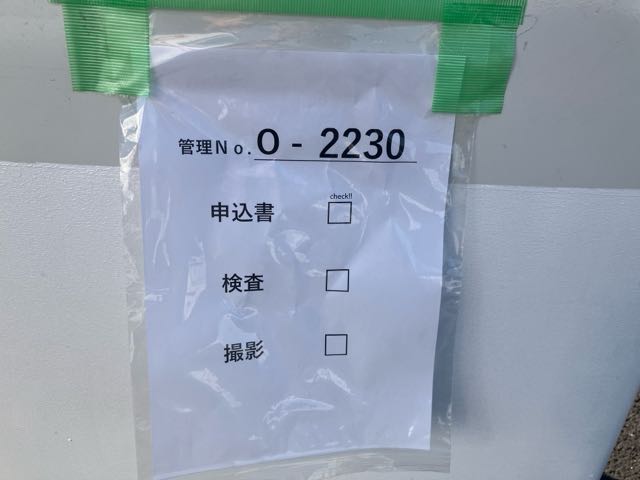 管理No. O - 2230
check!!
申込書 □
検査 □
撮影 □